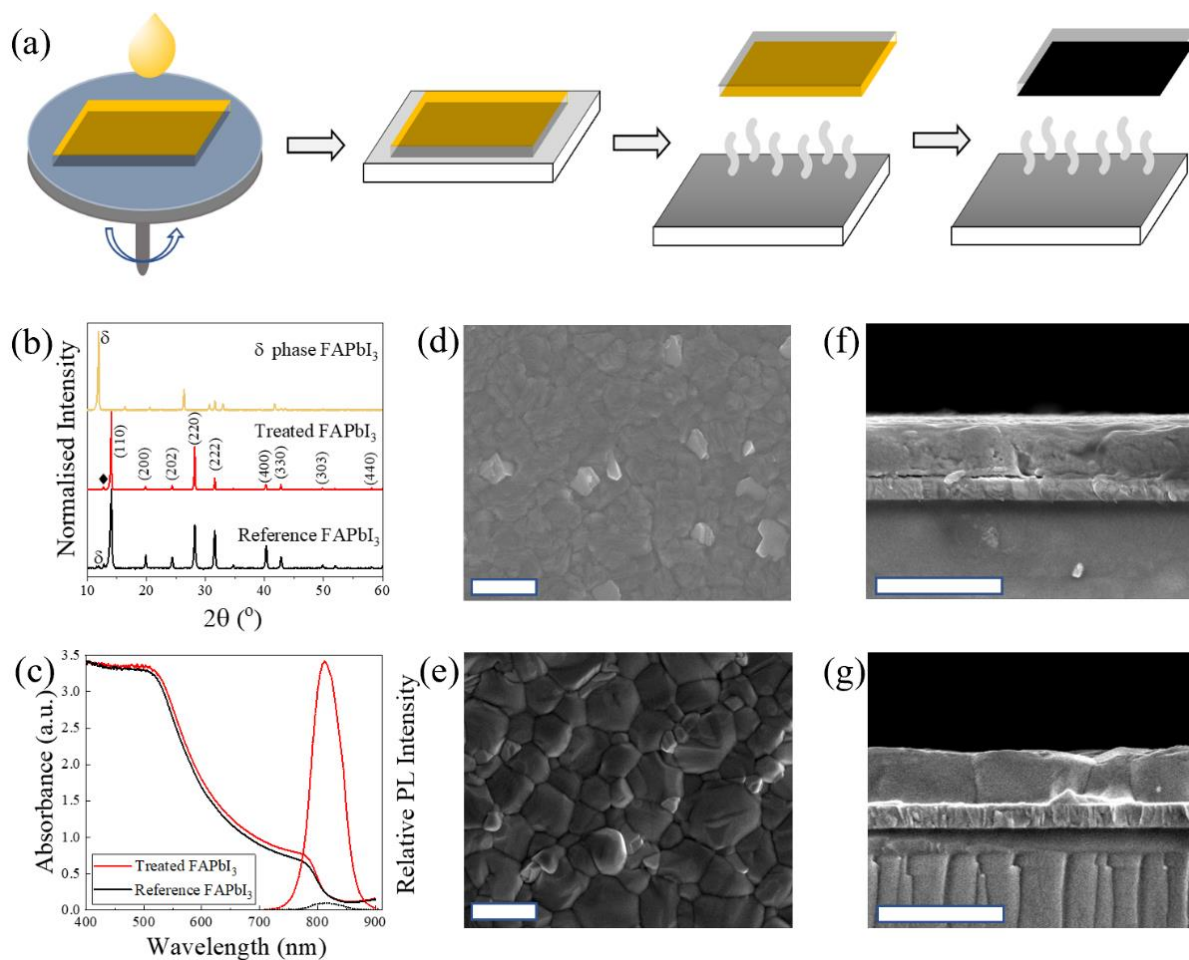 (a)
(b)
δ
δ phase FAPbI₃
Treated FAPbI₃
(110)
(200)
(202)
(220)
(222)
(400)
(330)
(303)
(440)
Reference FAPbI₃
δ
Normalised Intensity
10 20 30 40 50 60
2θ (°)
(c)
3.5
3.0
2.5
2.0
1.5
1.0
0.5
0.0
Absorbance (a.u.)
Relative PL Intensity
Treated FAPbI₃
Reference FAPbI₃
400 500 600 700 800 900
Wavelength (nm)
(d)
(e)
(f)
(g)